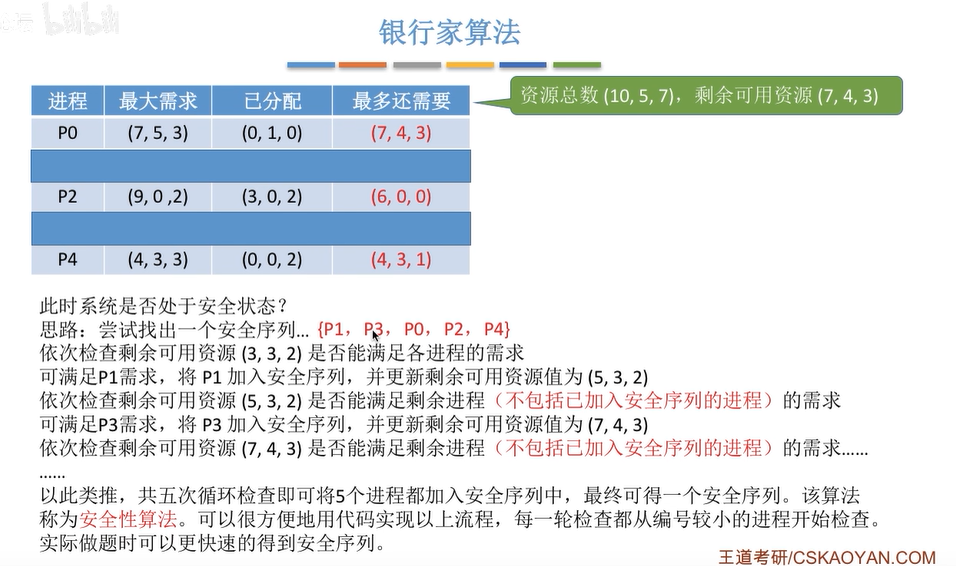 bilibili
银行家算法
进程 最大需求 已分配 最多还需要
资源总数 (10, 5, 7)，剩余可用资源 (7, 4, 3)
P0 (7, 5, 3) (0, 1, 0) (7, 4, 3)
P2 (9, 0 ,2) (3, 0, 2) (6, 0, 0)
P4 (4, 3, 3) (0, 0, 2) (4, 3, 1)
此时系统是否处于安全状态？
思路：尝试找出一个安全序列... {P1，P3，P0，P2，P4}
依次检查剩余可用资源 (3, 3, 2) 是否能满足各进程的需求
可满足P1需求，将 P1 加入安全序列，并更新剩余可用资源值为 (5, 3, 2)
依次检查剩余可用资源 (5, 3, 2) 是否能满足剩余进程（不包括已加入安全序列的进程）的需求
可满足P3需求，将 P3 加入安全序列，并更新剩余可用资源值为 (7, 4, 3)
依次检查剩余可用资源 (7, 4, 3) 是否能满足剩余进程（不包括已加入安全序列的进程）的需求......
......
以此类推，共五次循环检查即可将5个进程都加入安全序列中，最终可得一个安全序列。该算法
称为安全性算法。可以很方便地用代码实现以上流程，每一轮检查都从编号较小的进程开始检查。
实际做题时可以更快速的得到安全序列。
王道考研/CSKAOYAN.COM